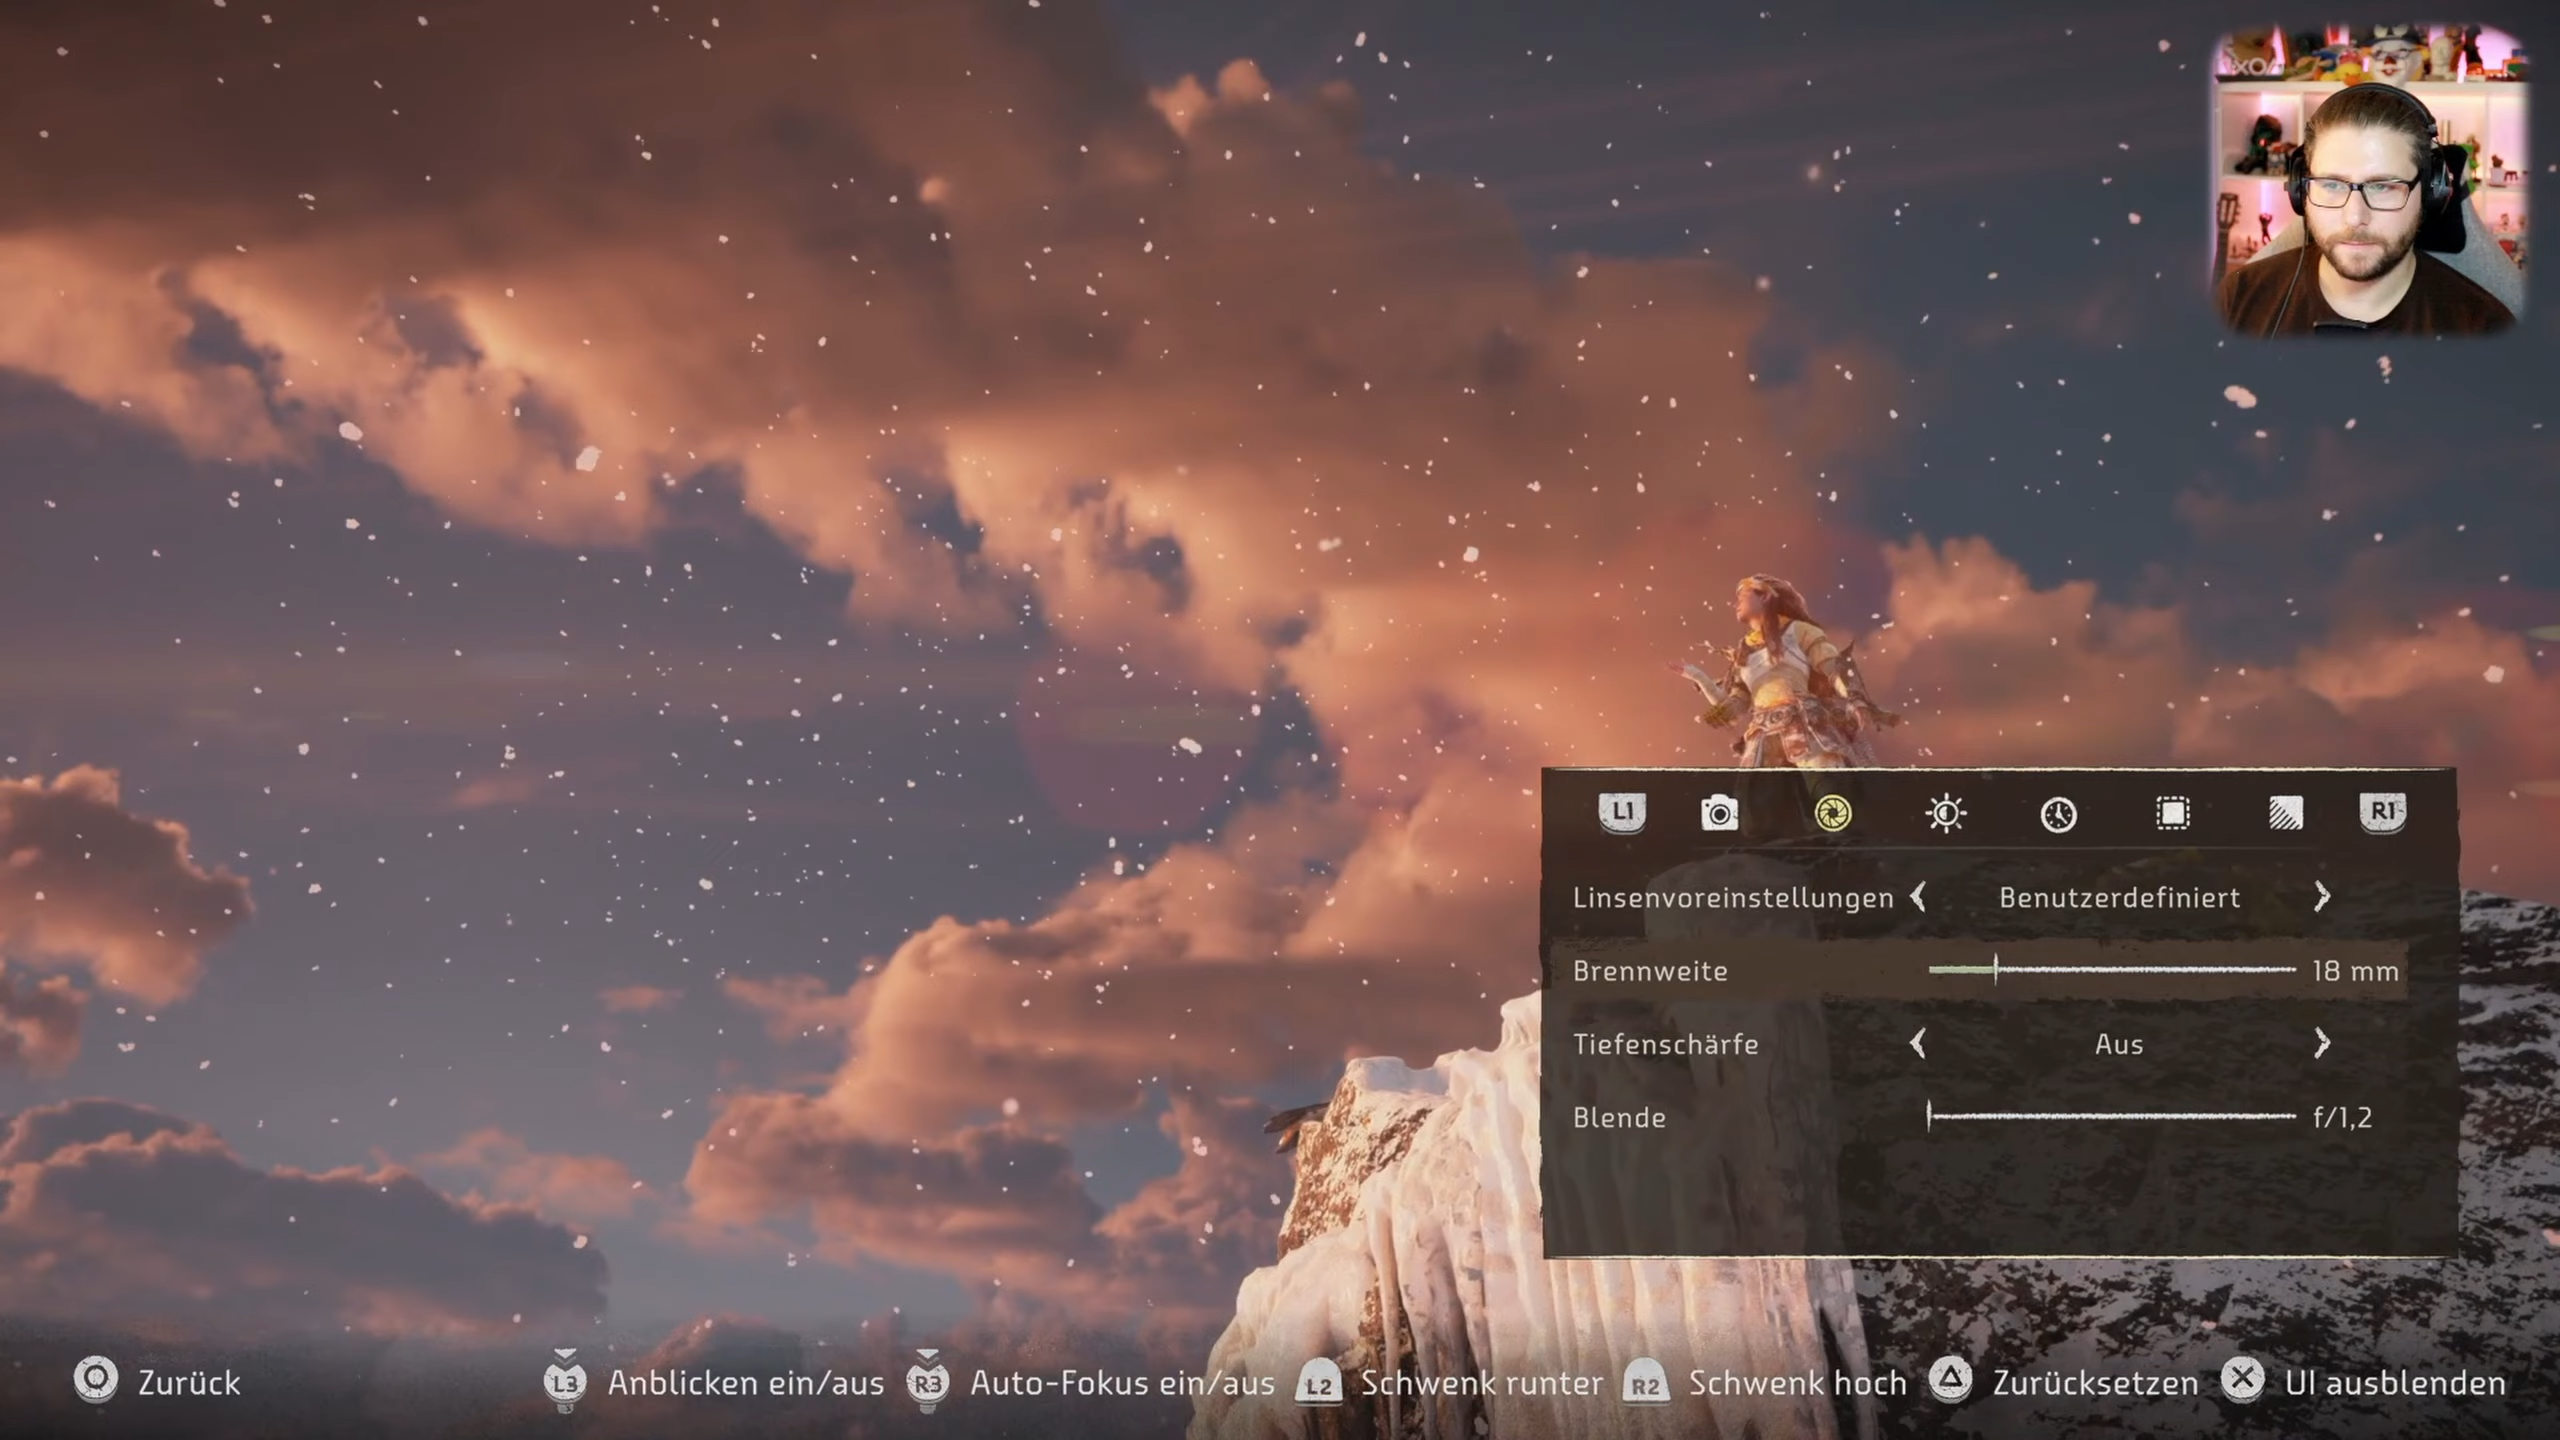 L1
R1
Linsenvoreinstellungen Benutzerdefiniert
Brennweite 18 mm
Tiefenschärfe Aus
Blende f/1,2
Zurück L3 Anblicken ein/aus R3 Auto-Fokus ein/aus L2 Schwenk runter R2 Schwenk hoch Zurücksetzen UI ausblenden